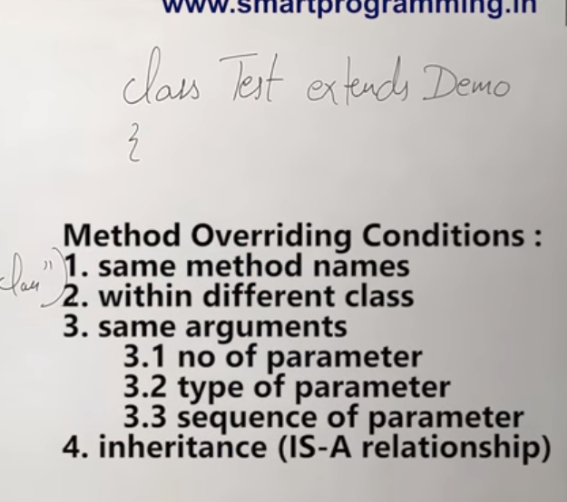 www.smartprogramming.in
class Test extends Demo
{
Method Overriding Conditions :
class") 1. same method names
2. within different class
3. same arguments
3.1 no of parameter
3.2 type of parameter
3.3 sequence of parameter
4. inheritance (IS-A relationship)